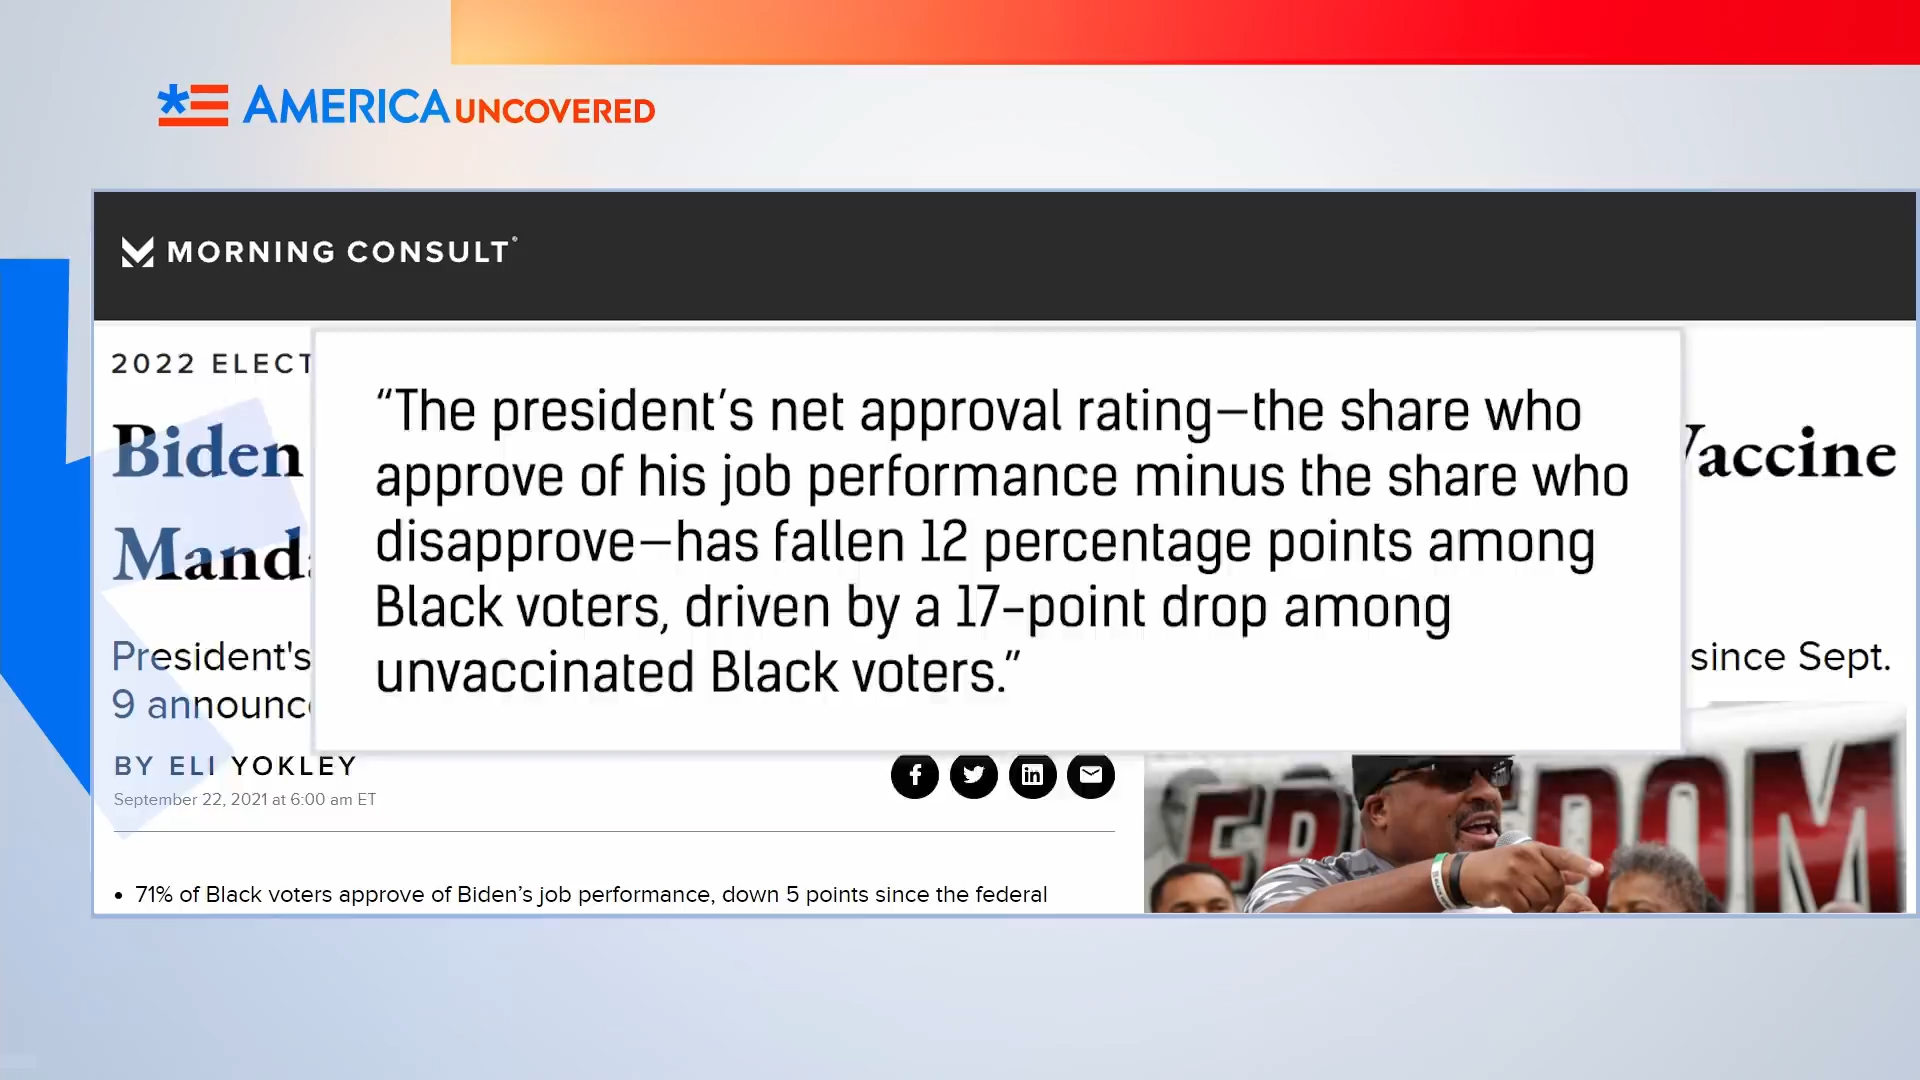 AMERICA UNCOVERED
MORNING CONSULT
2022 ELECT
“The president’s net approval rating—the share who
approve of his job performance minus the share who
disapprove—has fallen 12 percentage points among
Black voters, driven by a 17-point drop among
unvaccinated Black voters.”
Biden
Vaccine
Manda
President's
since Sept.
9 announc
BY ELI YOKLEY
September 22, 2021 at 6:00 am ET
FREEDOM
• 71% of Black voters approve of Biden’s job performance, down 5 points since the federal